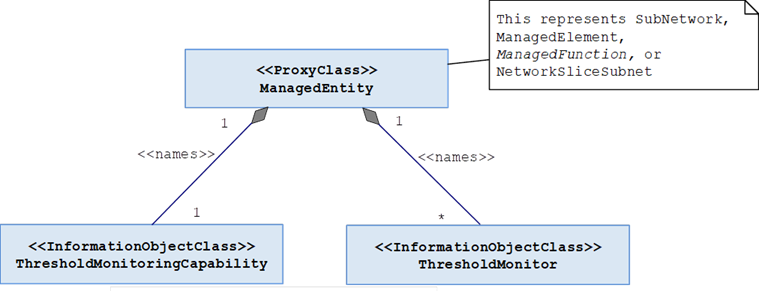 This represents SubNetwork,
ManagedElement,
ManagedFunction, or
NetworkSliceSubnet
<<ProxyClass>>
ManagedEntity
1
1
<<names>>
<<names>>
1
*
<<InformationObjectClass>>
ThresholdMonitoringCapability
<<InformationObjectClass>>
ThresholdMonitor